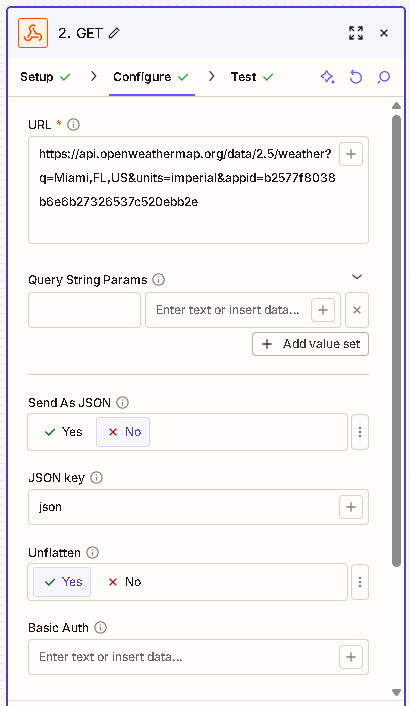 2. GET
Setup
Configure
Test
URL *
https://api.openweathermap.org/data/2.5/weather?
q=Miami,FL,US&units=imperial&appid=b2577f8038
b6e6b27326537c520ebb2e
Query String Params
Enter text or insert data...
Add value set
Send As JSON
Yes No
JSON key
json
Unflatten
Yes No
Basic Auth
Enter text or insert data...